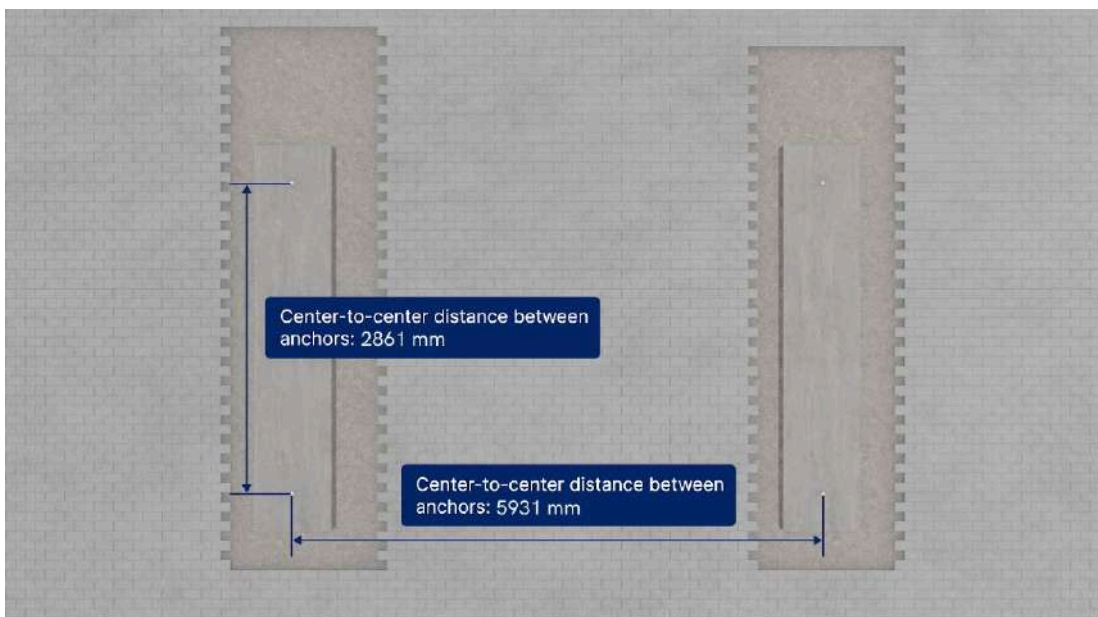 Center-to-center distance between
anchors: 2861 mm
Center-to-center distance between
anchors: 5931 mm